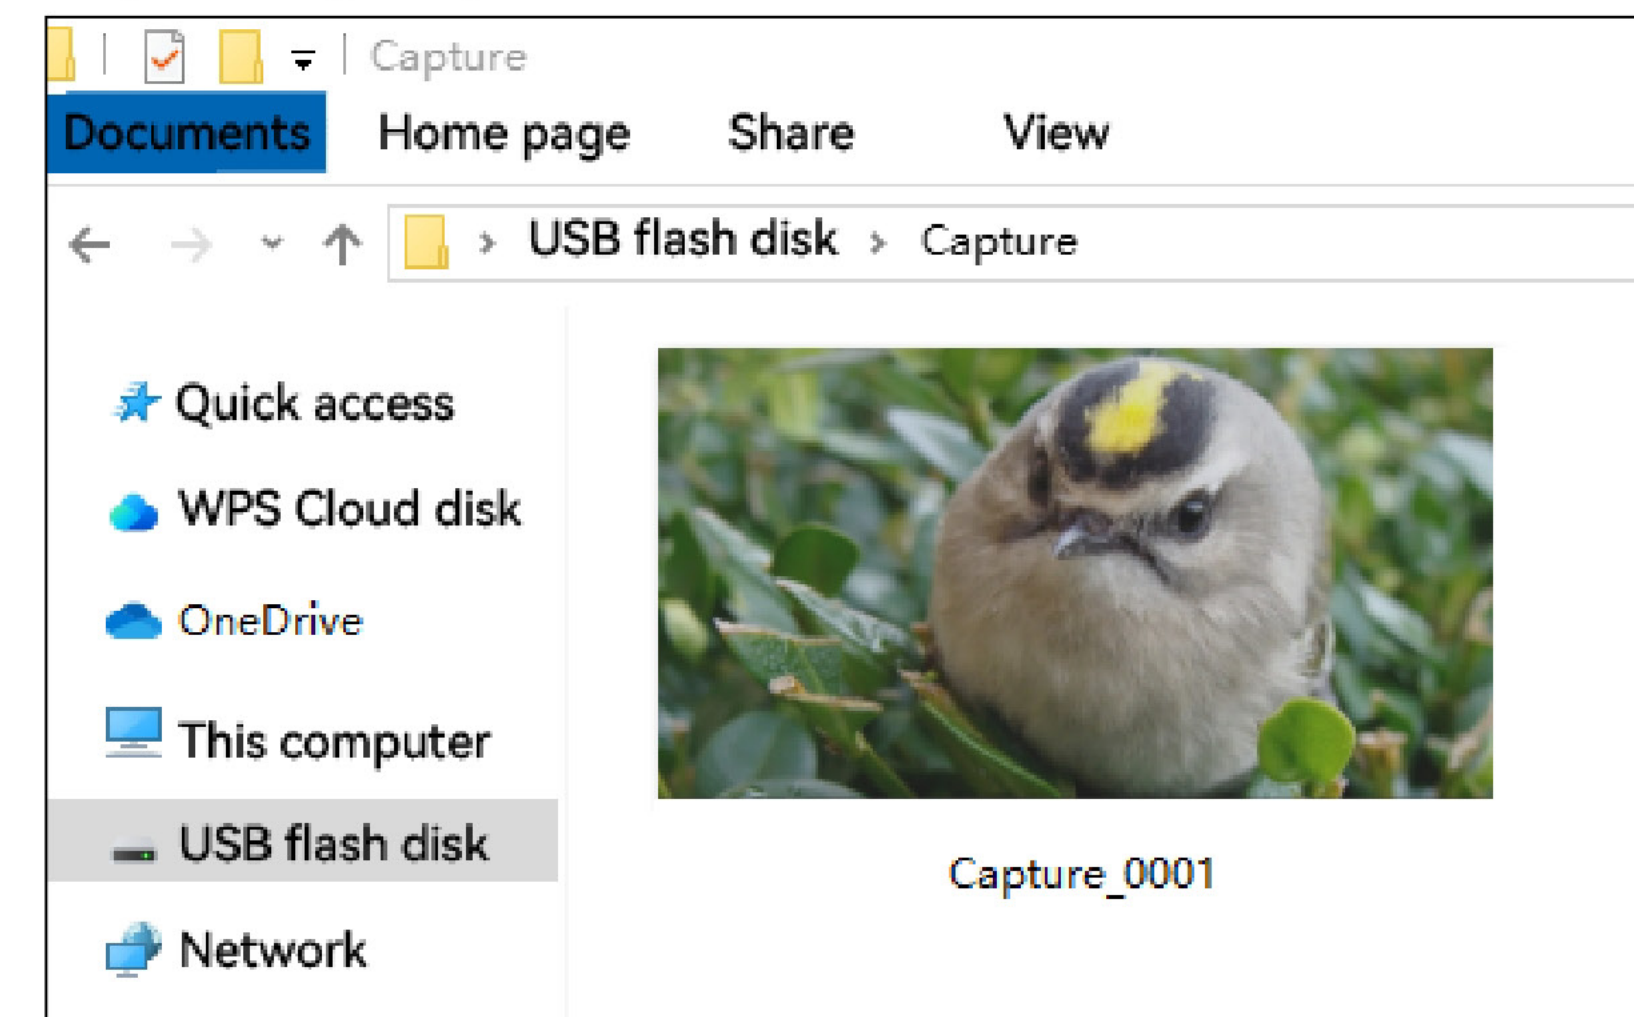 Capture
Documents Home page Share View
USB flash disk Capture
Quick access
WPS Cloud disk
OneDrive
This computer
USB flash disk
Network
Capture_0001